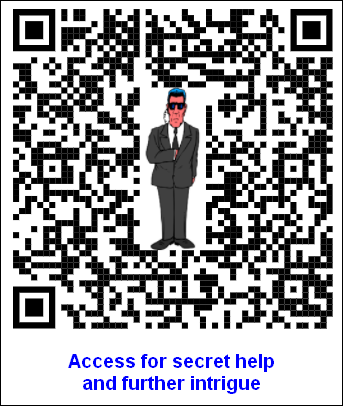 Access for secret help
and further intrigue